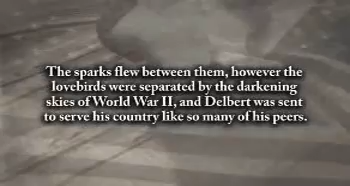 The sparks flew between them, however the
lovebirds were separated by the darkening
skies of World War II, and Delbert was sent
to serve his country like so many of his peers.